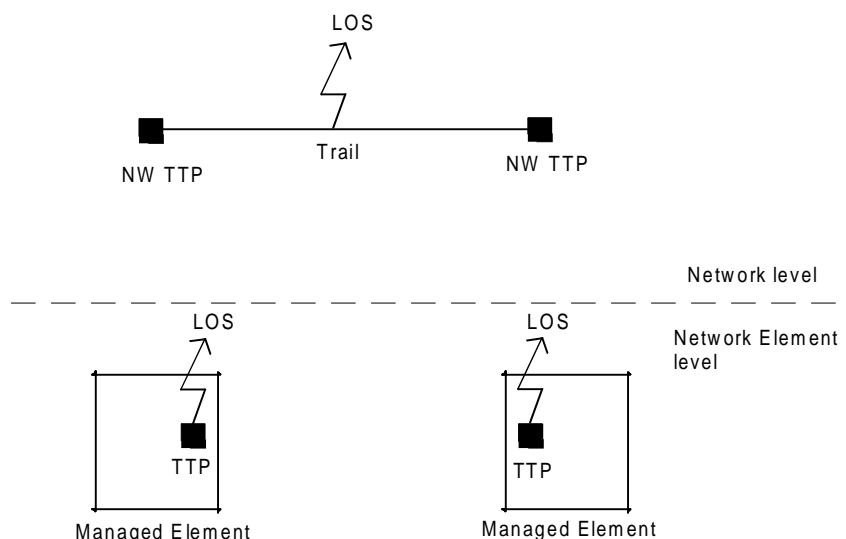 LOS
Trail
NW TTP
NW TTP
Network level
LOS
LOS
Network Element
level
TTP
TTP
Managed Element
Managed Element